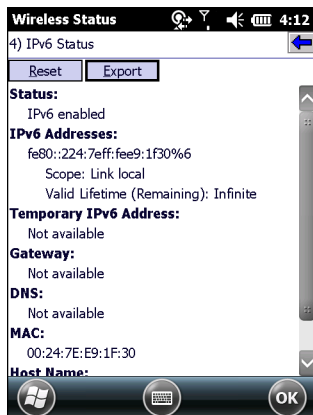 Wireless Status 4:12
4) IPv6 Status
Reset Export
Status:
IPv6 enabled
IPv6 Addresses:
fe80::224:7eff:fee9:1f30%6
Scope: Link local
Valid Lifetime (Remaining): Infinite
Temporary IPv6 Address:
Not available
Gateway:
Not available
DNS:
Not available
MAC:
00:24:7E:E9:1F:30
Host Name:
OK